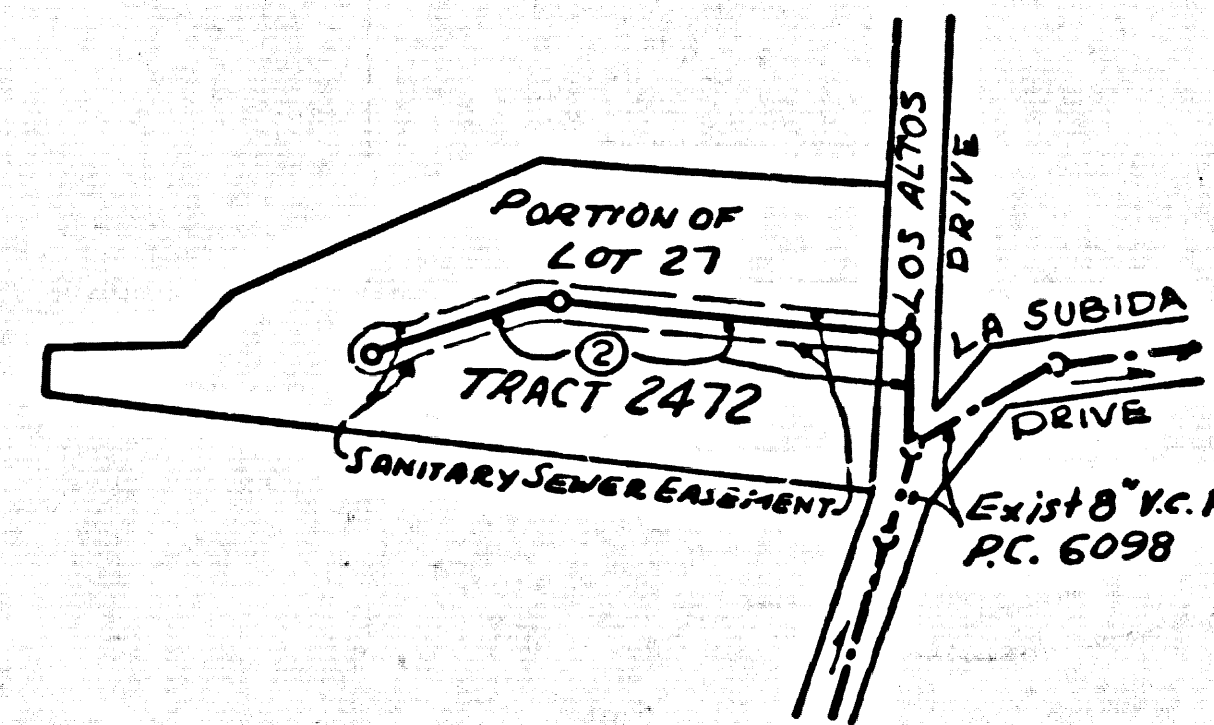 LOS ALTOS
DRIVE
PORTION OF
LOT 27
LA SUBIDA
DRIVE
2
TRACT 2472
SANITARY SEWER EASEMENT
Exist 8" V.C.
P.C. 6098